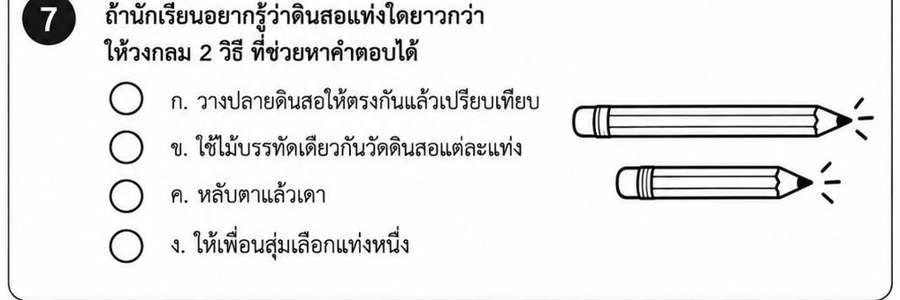 7
ถ้านักเรียนอยากรู้ว่าดินสอแท่งใดยาวกว่า
ให้วงกลม 2 วิธี ที่ช่วยหาคำตอบได้
ก. วางปลายดินสอให้ตรงกันแล้วเปรียบเทียบ
ข. ใช้ไม้บรรทัดเดียวกันวัดดินสอแต่ละแท่ง
ค. หลับตาแล้วเดา
ง. ให้เพื่อนสุ่มเลือกแท่งหนึ่ง